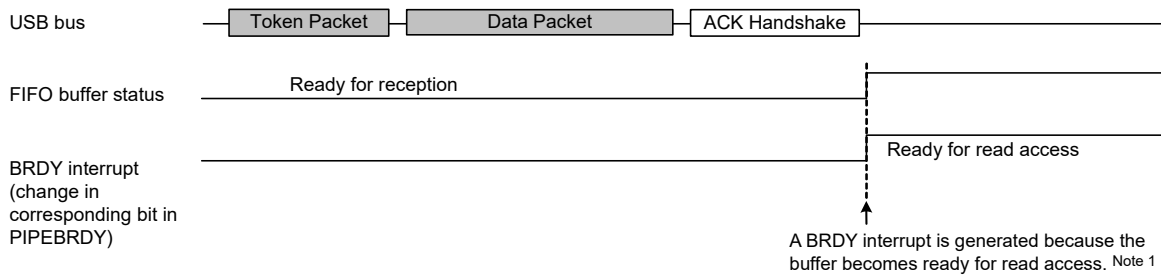 USB bus
Token Packet
Data Packet
ACK Handshake
FIFO buffer status
Ready for reception
BRDY interrupt
(change in
corresponding bit in
PIPEBRDY)
Ready for read access
A BRDY interrupt is generated because the
buffer becomes ready for read access. Note 1